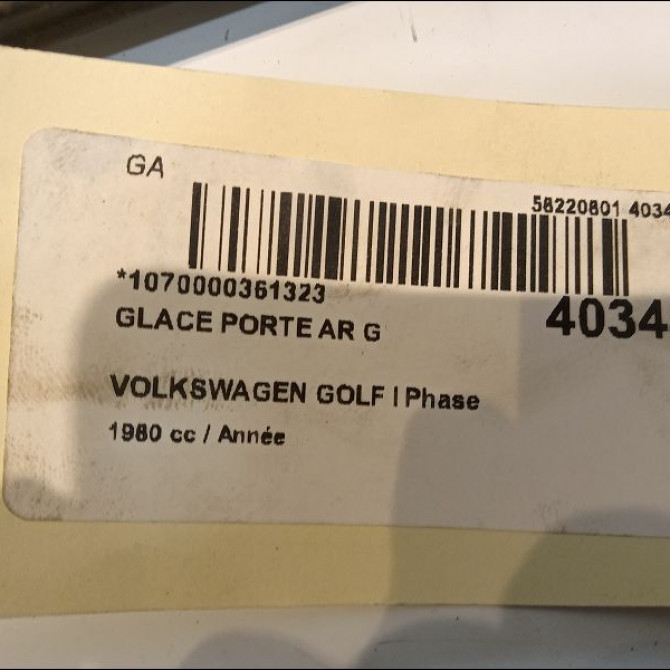 GA
58220801 4034
*1070000361323
4034
GLACE PORTE AR G
VOLKSWAGEN GOLF I Phase
1980 cc / Année